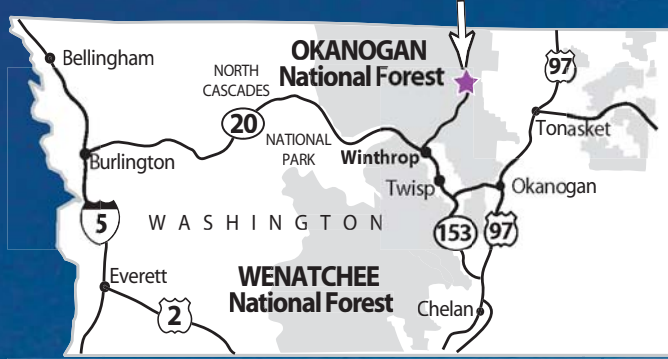 OKANOGAN
National Forest
97
Bellingham
NORTH
CASCADES
20
NATIONAL
PARK
Tonasket
Burlington
Winthrop
Twisp
Okanogan
5
WASHINGTON
153
97
Everett
WENATCHEE
National Forest
2
Chelan